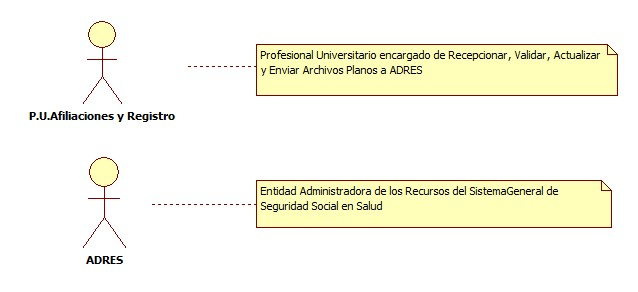 Profesional Universitario encargado de Recepcionar, Validar, Actualizar
y Enviar Archivos Planos a ADRES
P.U.Afiliaciones y Registro
Entidad Administradora de los Recursos del SistemaGeneral de
Seguridad Social en Salud
ADRES